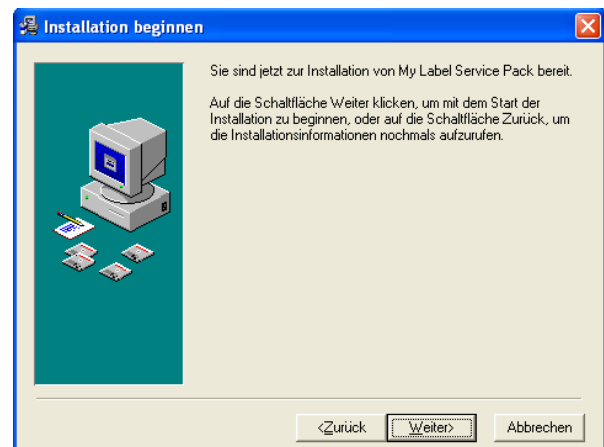 Installation beginnen
Sie sind jetzt zur Installation von My Label Service Pack bereit.
Auf die Schaltfläche Weiter klicken, um mit dem Start der
Installation zu beginnen, oder auf die Schaltfläche Zurück, um
die Installationsinformationen nochmals aufzurufen.
<Zurück
Weiter>
Abbrechen